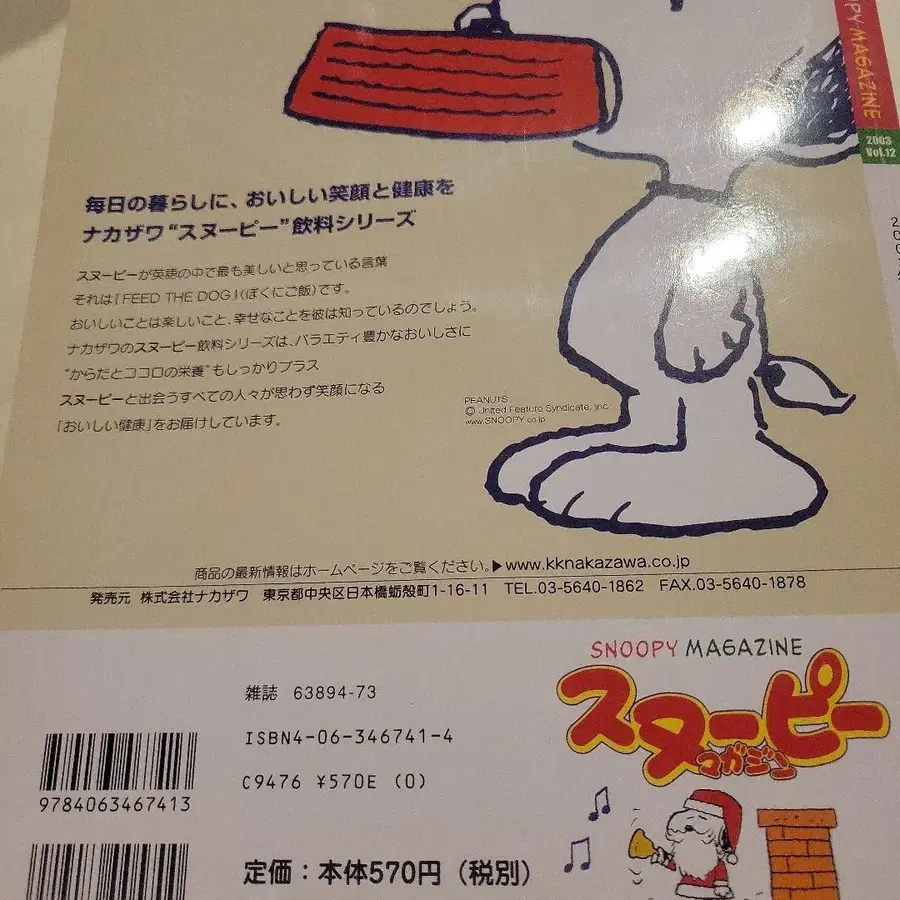 OPY MAGAZINE
2003
Vol.12
毎日の暮らしに、おいしい笑顔と健康を
ナカザワ“スヌーピー”飲料シリーズ
スヌーピーが英語の中で最も美しいと思っている言葉
それは「FEED THE DOG」(ぼくにご飯)です。
おいしいことは楽しいこと、幸せなことを彼は知っているのでしょう。
ナカザワのスヌーピー飲料シリーズは、バラエティ豊かなおいしさに
“からだとココロの栄養”もしっかりプラス
スヌーピーと出会うすべての人々が思わず笑顔になる
「おいしい健康」をお届けしています。
PEANUTS
© United Feature Syndicate, Inc.
www.SNOOPY.co.jp
商品の最新情報はホームページをご覧ください。▶www.kknakazawa.co.jp
発売元 株式会社ナカザワ 東京都中央区日本橋蛎殻町1-16-11 TEL.03-5640-1862 FAX.03-5640-1878
SNOOPY MAGAZINE
スヌーピー
マガジン
雑誌 63894-73
ISBN4-06-346741-4
C9476 ¥570E (0)
9784063467413
定価：本体570円（税別）